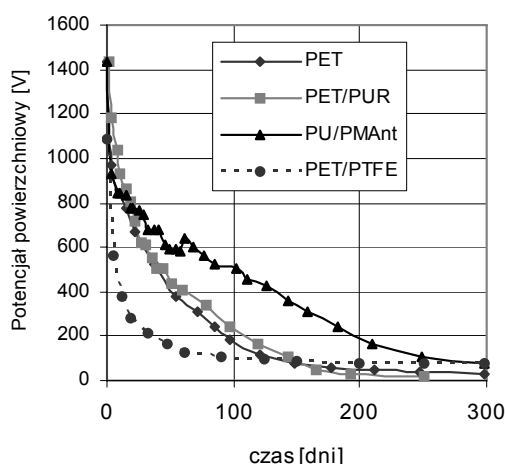 1600
1400
1200
1000
800
600
400
200
0
Potencjał powierzchniowy [V]
PET
PET/PUR
PU/PMAnt
PET/PTFE
0 100 200 300
czas [dni]